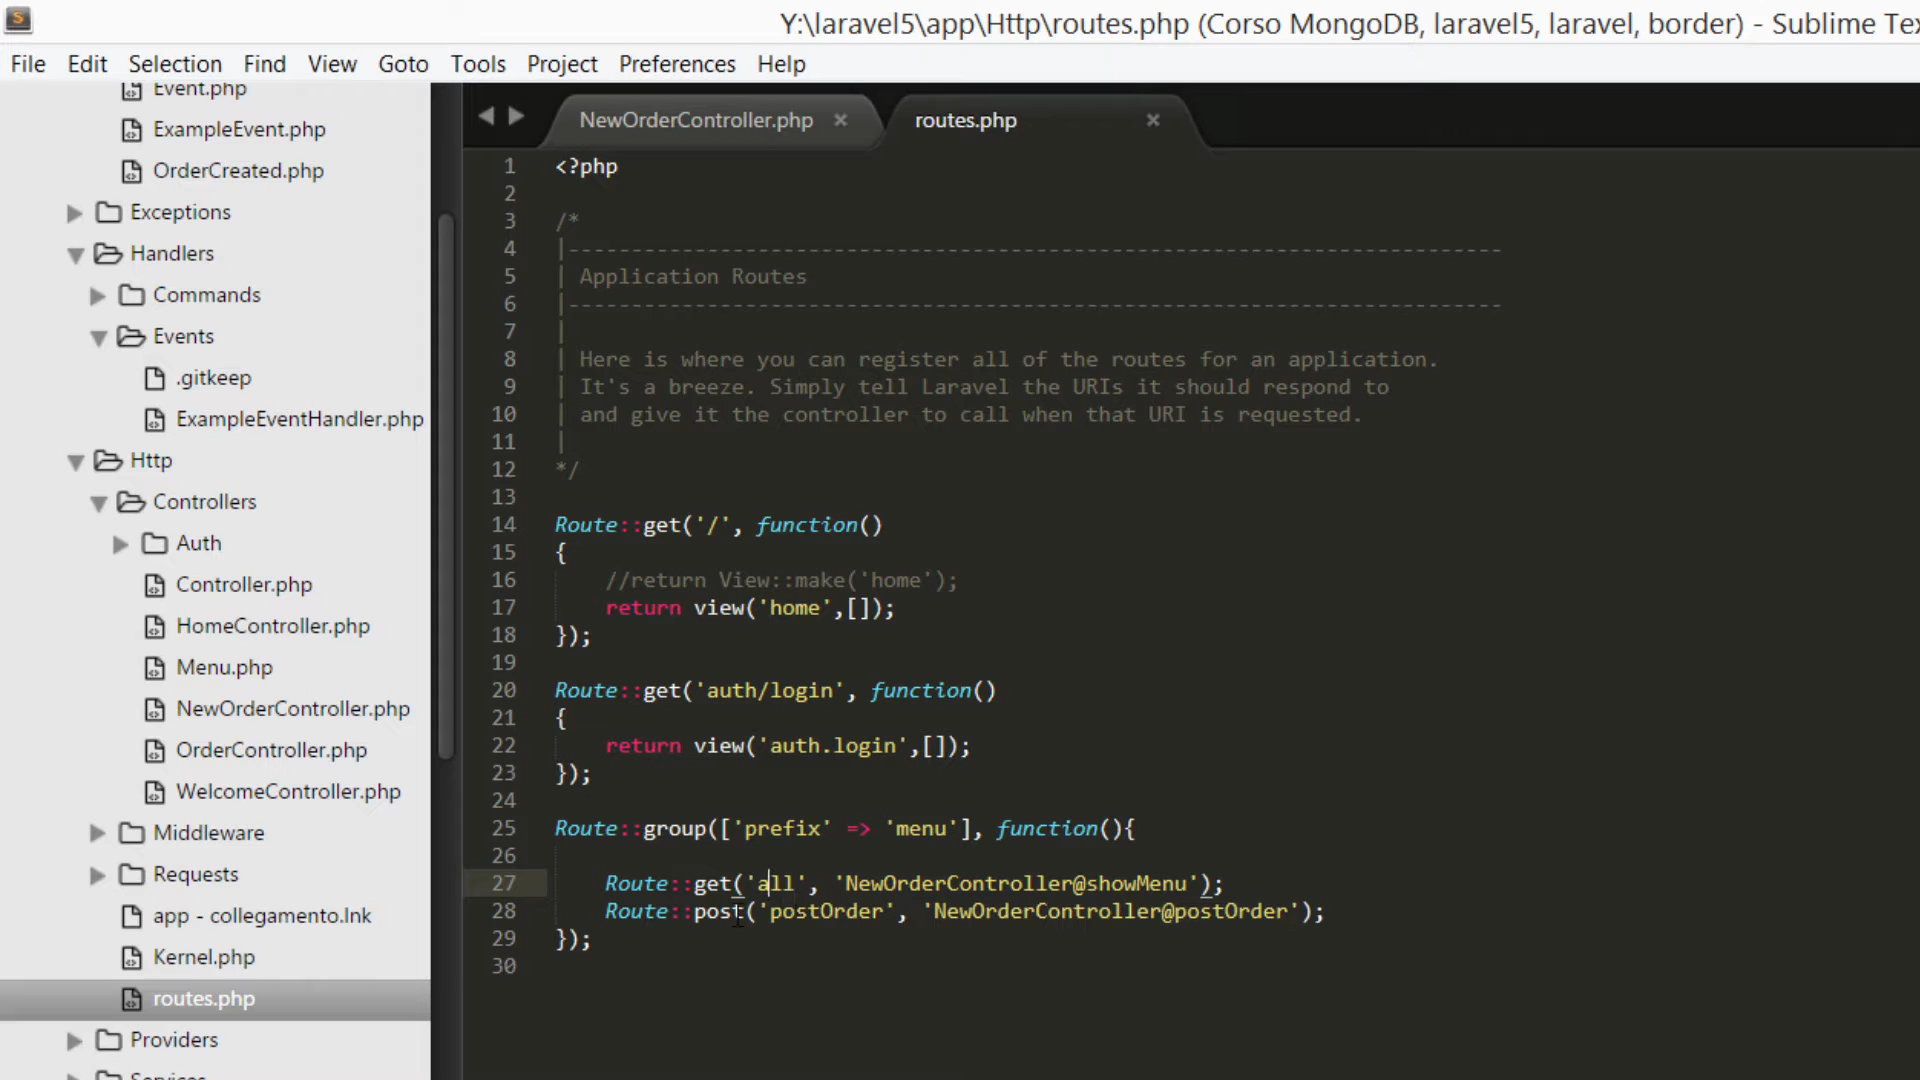 Y:\laravel5\app\Http\routes.php (Corso MongoDB, laravel5, laravel, border) - Sublime Tex
File Edit Selection Find View Goto Tools Project Preferences Help
Event.php
ExampleEvent.php
OrderCreated.php
Exceptions
Handlers
Commands
Events
.gitkeep
ExampleEventHandler.php
Http
Controllers
Auth
Controller.php
HomeController.php
Menu.php
NewOrderController.php
OrderController.php
WelcomeController.php
Middleware
Requests
app - collegamento.lnk
Kernel.php
routes.php
Providers
Services
NewOrderController.php × routes.php ×
1 <?php
2
3 /*
4 |--------------------------------------------------------------------------
5 | Application Routes
6 |--------------------------------------------------------------------------
7 |
8 | Here is where you can register all of the routes for an application.
9 | It's a breeze. Simply tell Laravel the URIs it should respond to
10 | and give it the controller to call when that URI is requested.
11 |
12 */
13
14 Route::get('/', function()
15 {
16     //return View::make('home');
17     return view('home',[]);
18 });
19
20 Route::get('auth/login', function()
21 {
22     return view('auth.login',[]);
23 });
24
25 Route::group(['prefix' => 'menu'], function(){
26
27     Route::get('all', 'NewOrderController@showMenu');
28     Route::post('postOrder', 'NewOrderController@postOrder');
29 });
30